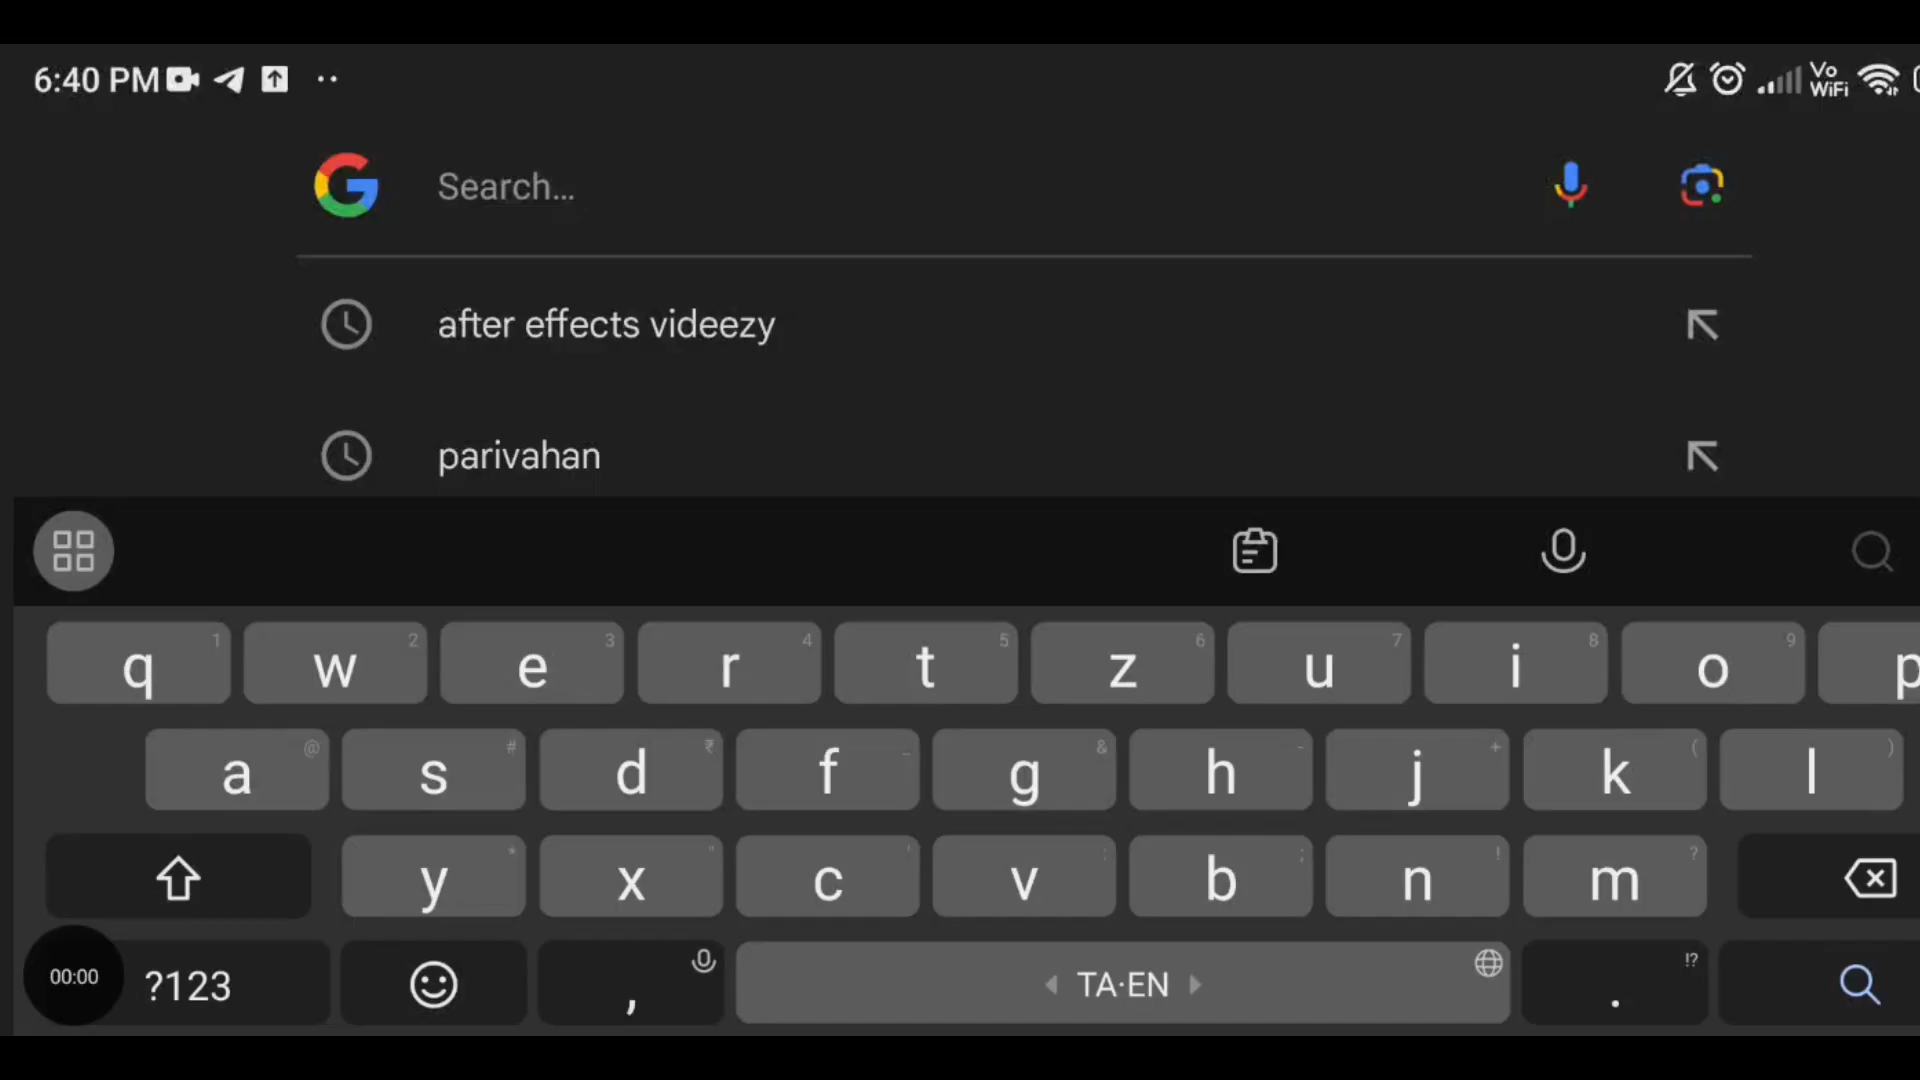 6:40 PM
Vo
WiFi
Search...
after effects videezy
parivahan
q 1 w 2 e 3 r 4 t 5 z 6 u 7 i 8 o 9 p
a @ s # d ₹ f _ g & h - j + k ( l )
y * x " c ' v : b ; n ! m ?
00:00 ?123 , TA·EN . !?